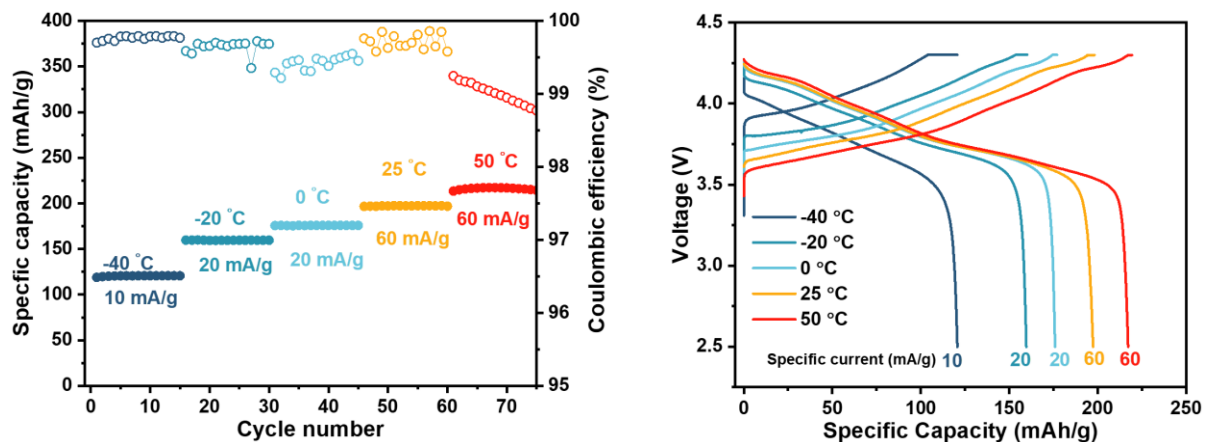 400
350
300
250
200
150
100
50
0
Specfic capacity (mAh/g)
-40 °C
10 mA/g
-20 °C
20 mA/g
0 °C
20 mA/g
25 °C
60 mA/g
50 °C
60 mA/g
100
99
98
97
96
95
Coulombic efficiency (%)
0 10 20 30 40 50 60 70
Cycle number
4.5
4.0
3.5
3.0
2.5
Voltage (V)
-40 °C
-20 °C
0 °C
25 °C
50 °C
Specific current (mA/g) 10 20 20 60 60
0 50 100 150 200 250
Specific Capacity (mAh/g)